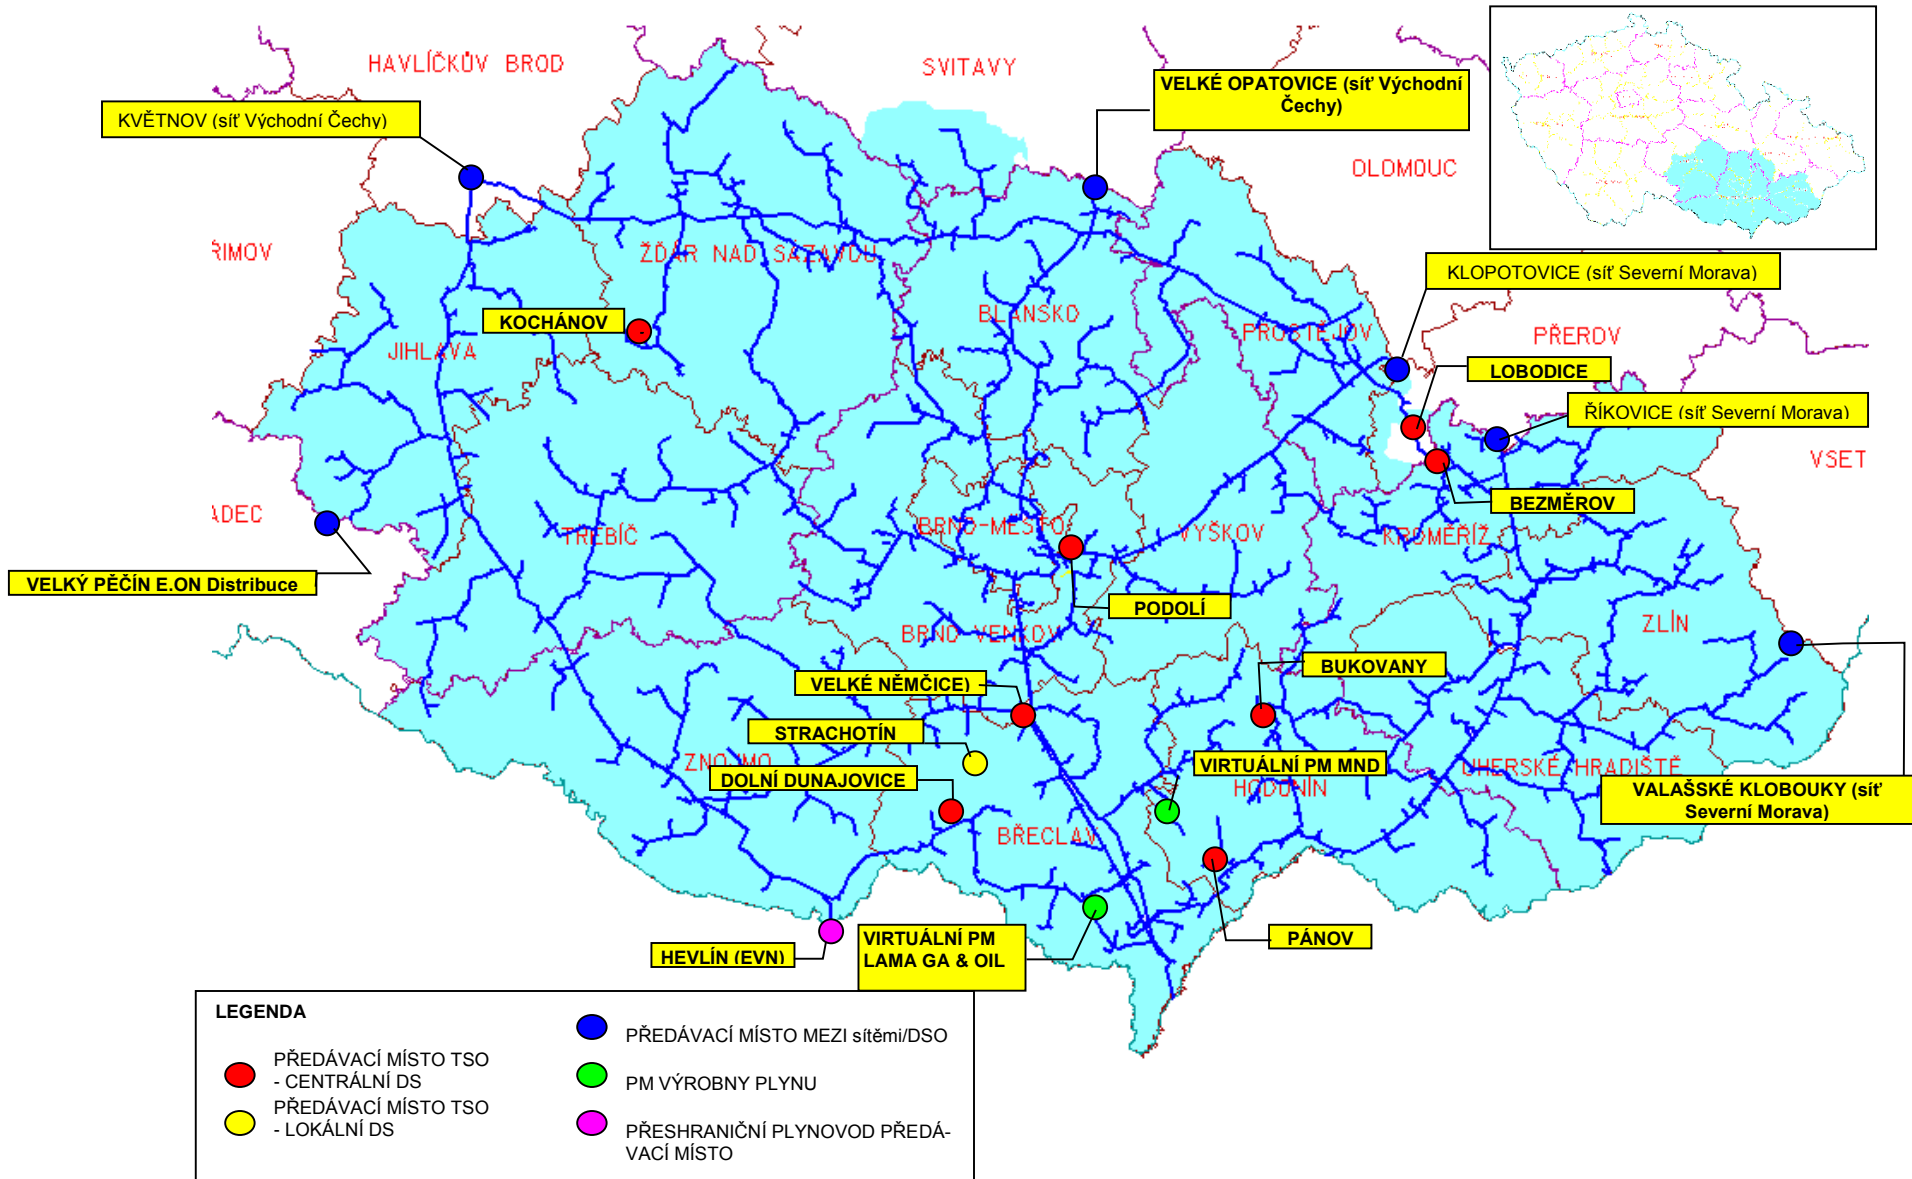 HAVLÍČKŮV BROD
SVITAVY
VELKÉ OPATOVICE (síť Východní
Čechy)
KVĚTNOV (síť Východní Čechy)
OLOMOUC
ŘIMOV
ŽĎÁR NAD SÁZAVOU
KLOPOTOVICE (síť Severní Morava)
KOCHÁNOV
BLANSKO
PROSTĚJOV
PŘEROV
JIHLAVA
LOBODICE
ŘÍKOVICE (síť Severní Morava)
VSET
BEZMĚROV
ADEC
TŘEBÍČ
BRNO-MĚSTO
VYŠKOV
KROMĚŘÍŽ
VELKÝ PĚČÍN E.ON Distribuce
PODOLÍ
BRNO VENKOV
ZLÍN
BUKOVANY
VELKÉ NĚMČICE)
STRACHOTÍN
ZNOJMO
VIRTUÁLNÍ PM MND
DOLNÍ DUNAJOVICE
HODONÍN
UHERSKÉ HRADIŠTĚ
VALAŠSKÉ KLOBOUKY (síť
Severní Morava)
BŘECLAV
PÁNOV
HEVLÍN (EVN)
VIRTUÁLNÍ PM
LAMA GA & OIL
LEGENDA
PŘEDÁVACÍ MÍSTO TSO
- CENTRÁLNÍ DS
PŘEDÁVACÍ MÍSTO TSO
- LOKÁLNÍ DS
PŘEDÁVACÍ MÍSTO MEZI sítěmi/DSO
PM VÝROBNY PLYNU
PŘESHRANIČNÍ PLYNOVOD PŘEDÁ-
VACÍ MÍSTO